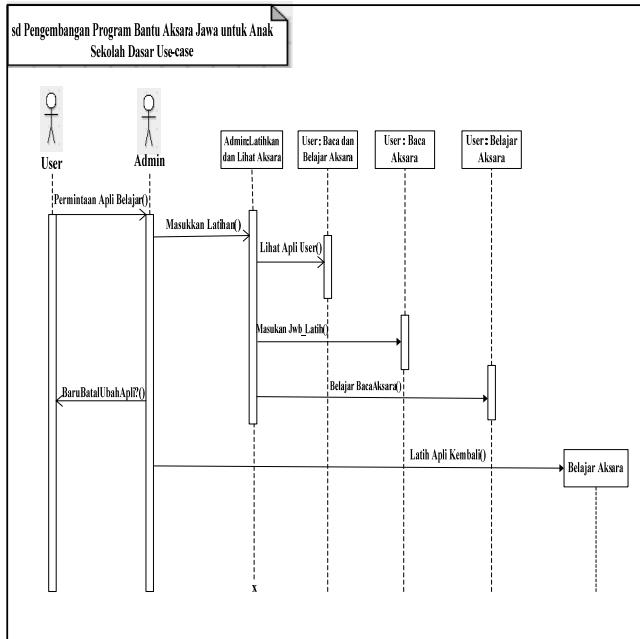 sd Pengembangan Program Bantu Aksara Jawa untuk Anak
Sekolah Dasar Use-case
User
Admin
Admin:Latihkan
dan Lihat Aksara
User : Baca dan
Belajar Aksara
User : Baca
Aksara
User : Belajar
Aksara
Permintaan Apli Belajar()
Masukkan Latihan()
Lihat Apli User()
Masukan Jwb_Latih()
Belajar BacaAksara()
BaruBatalUbahApli?()
Latih Apli Kembali()
Belajar Aksara
x